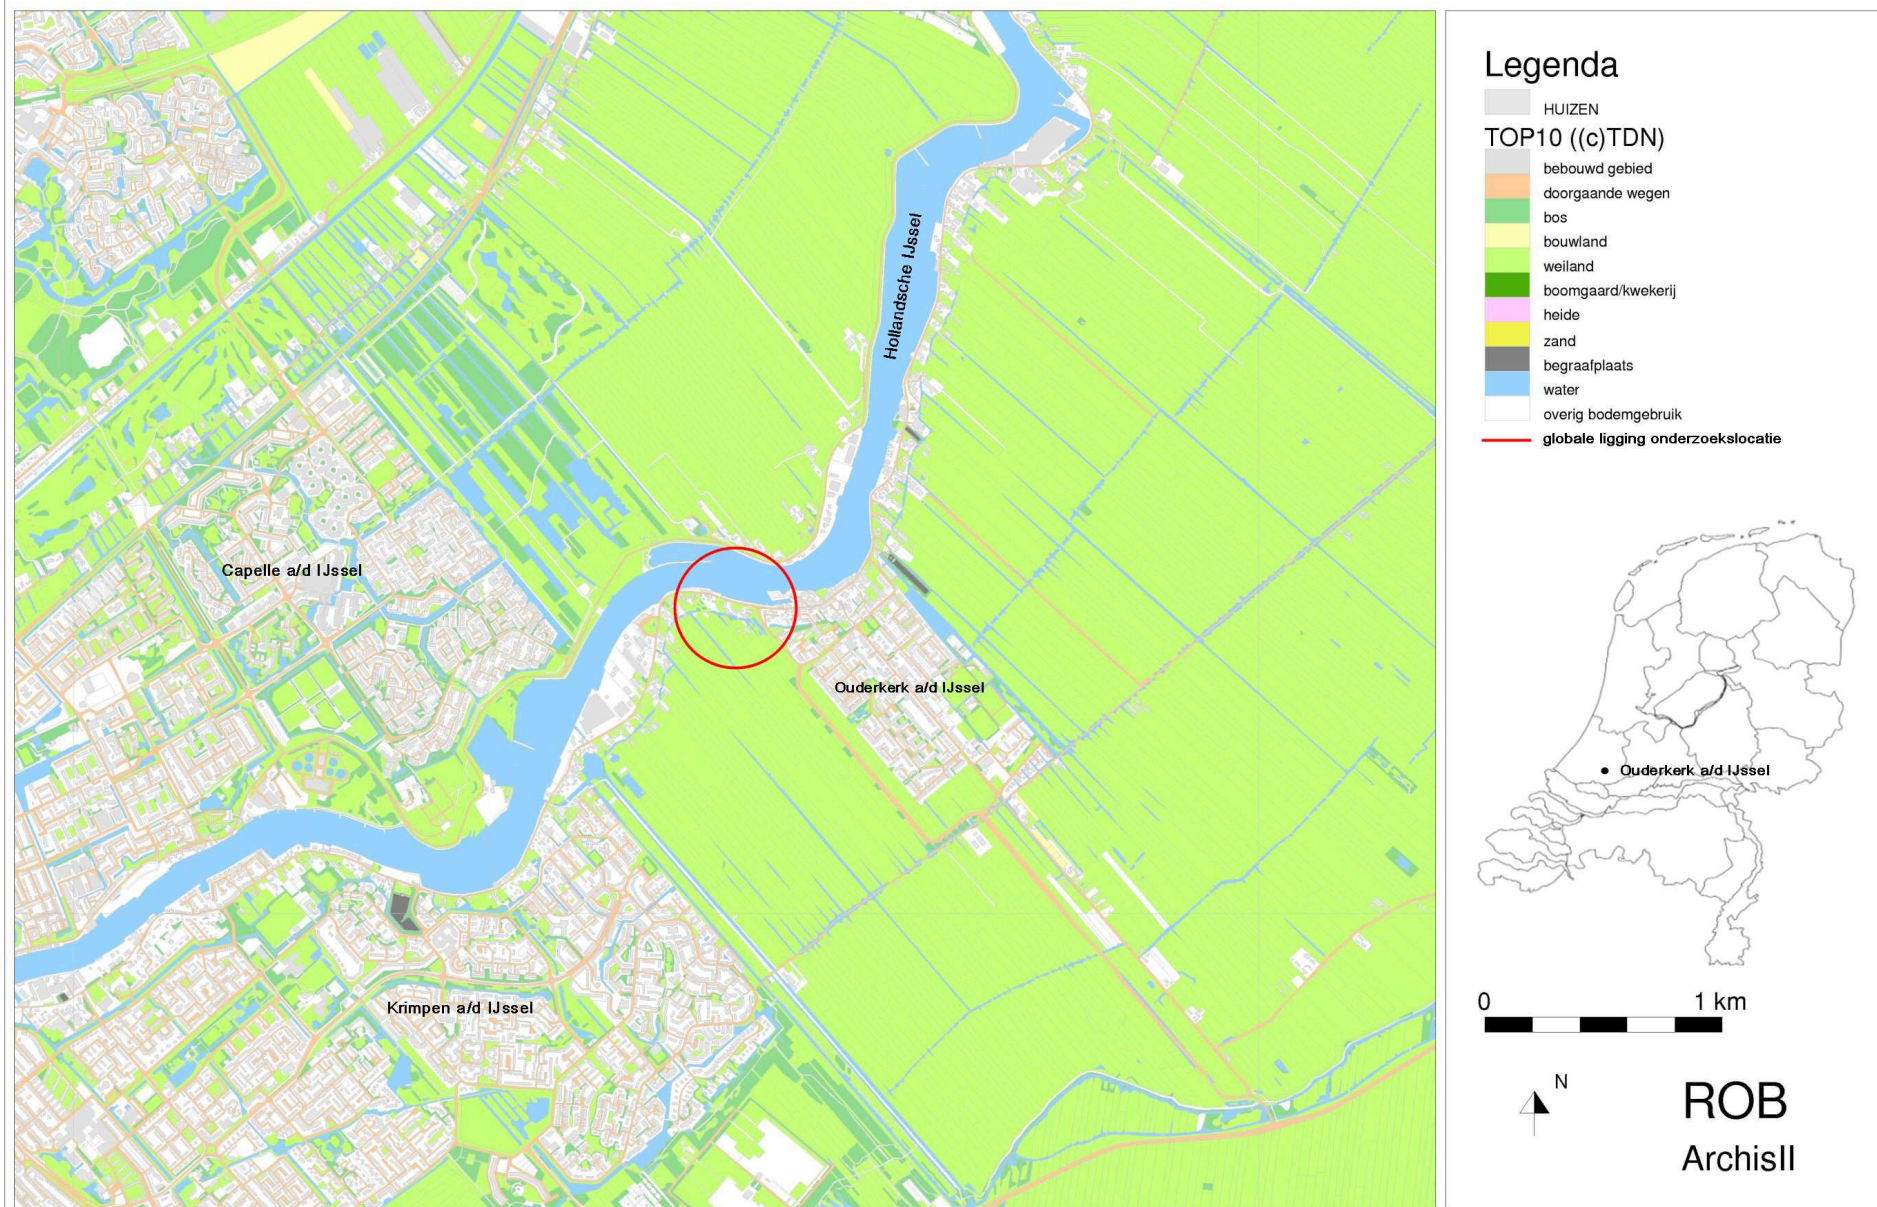 Hollandsche IJssel
Capelle a/d IJssel
Ouderkerk a/d IJssel
Krimpen a/d IJssel
Legenda
HUIZEN
TOP10 ((c)TDN)
bebouwd gebied
doorgaande wegen
bos
bouwland
weiland
boomgaard/kwekerij
heide
zand
begraafplaats
water
overig bodemgebruik
globale ligging onderzoekslocatie
Ouderkerk a/d IJssel
0 1 km
N
ROB
ArchisII